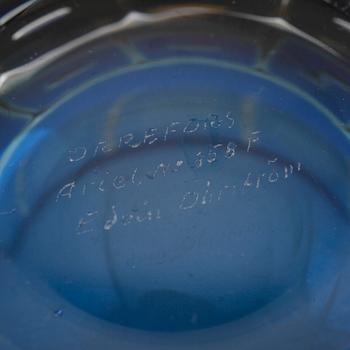 ORREFORS
Ariel Nº 358 F
Edvin Öhrström